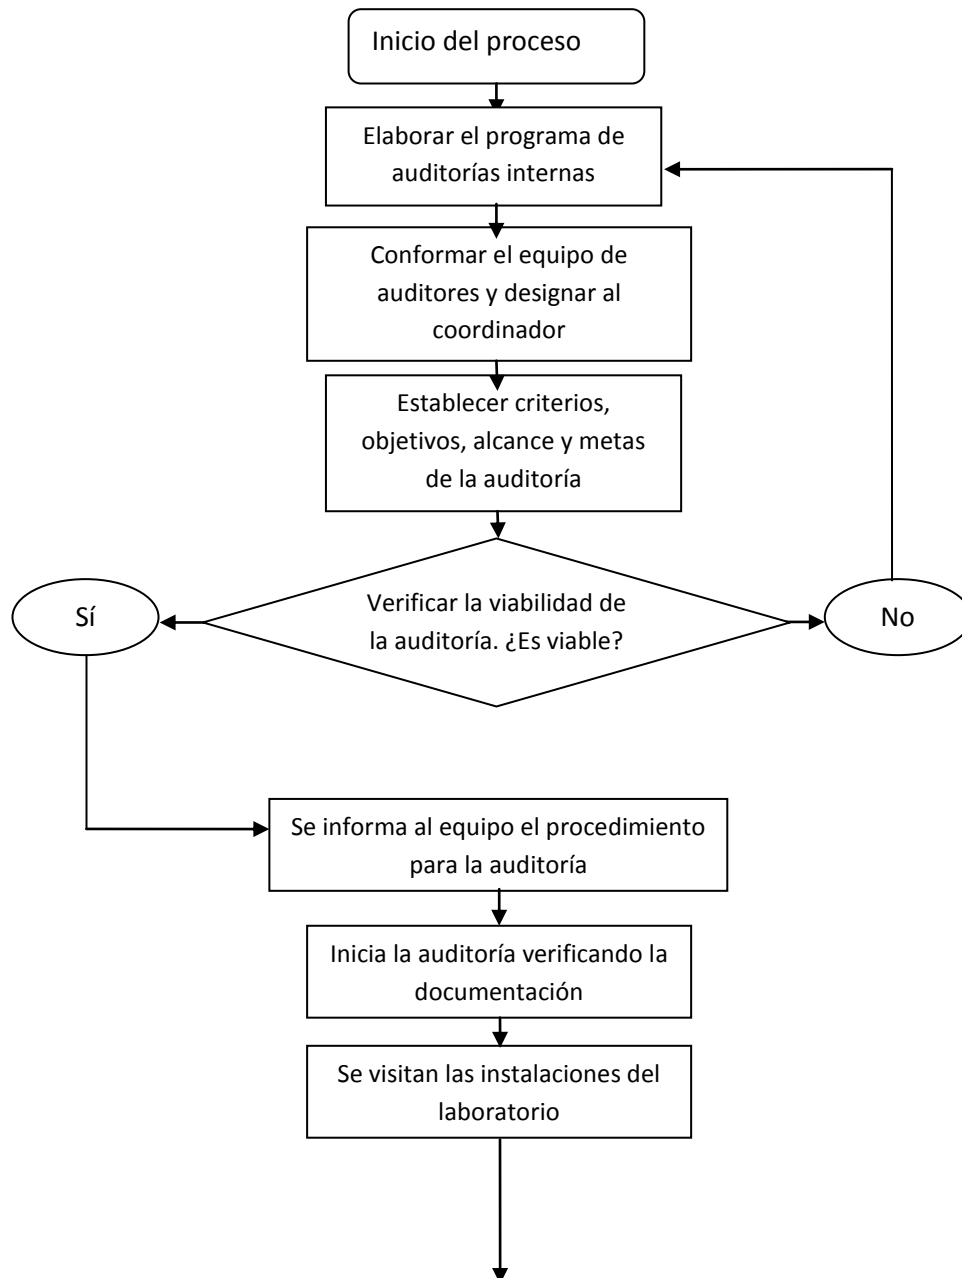 Inicio del proceso
Elaborar el programa de
auditorías internas
Conformar el equipo de
auditores y designar al
coordinador
Establecer criterios,
objetivos, alcance y metas
de la auditoría
Sí
Verificar la viabilidad de
la auditoría. ¿Es viable?
No
Se informa al equipo el procedimiento
para la auditoría
Inicia la auditoría verificando la
documentación
Se visitan las instalaciones del
laboratorio